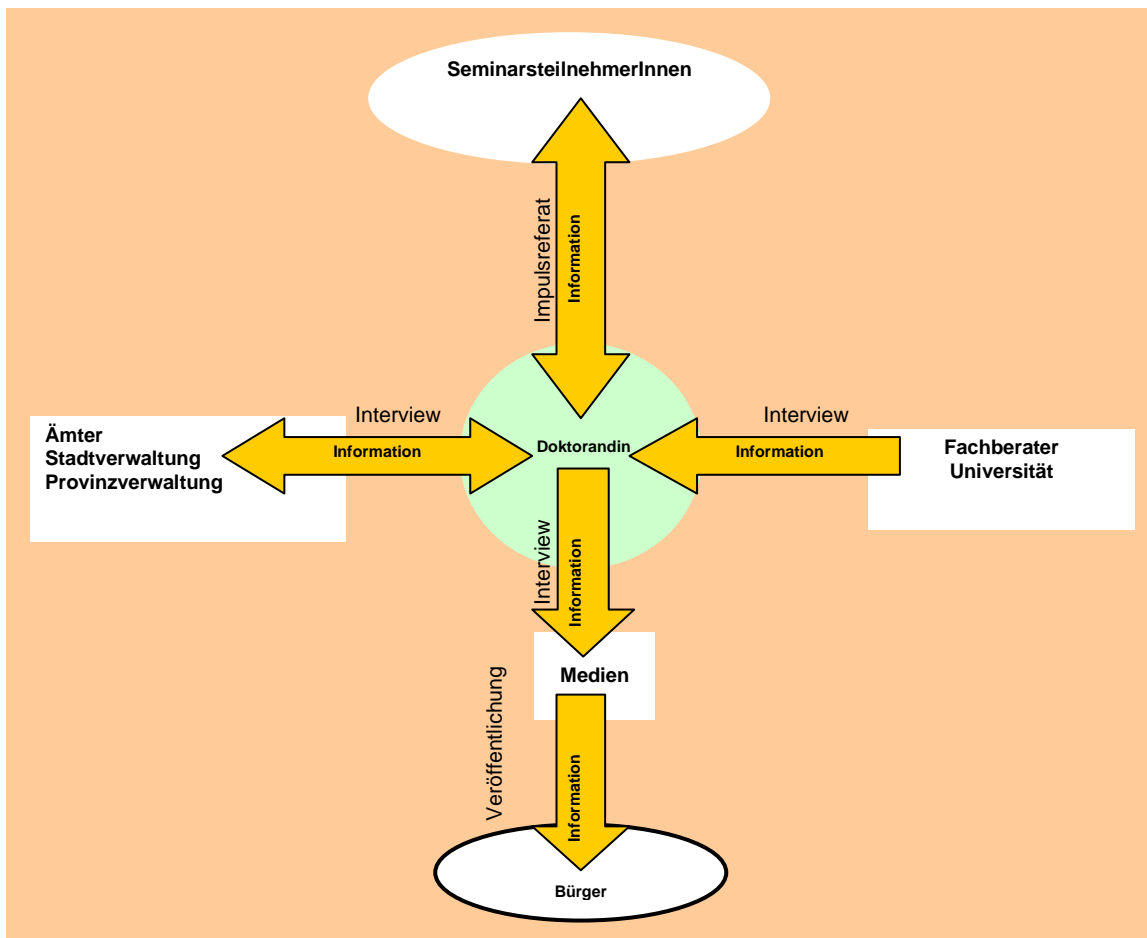 SeminarsteilnehmerInnen
Impulsreferat
Information
Interview
Interview
Ämter
Stadtverwaltung
Provinzverwaltung
Information
Doktorandin
Information
Fachberater
Universität
Interview
Information
Medien
Veröffentlichung
Information
Bürger